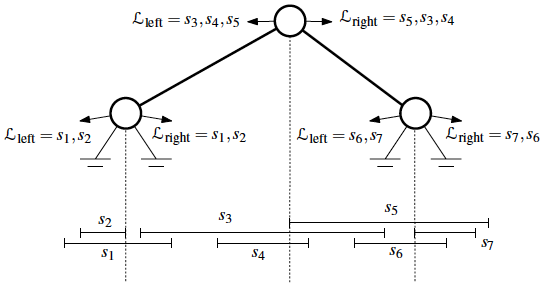 ℒleft = s3, s4, s5
ℒright = s5, s3, s4
ℒleft = s1, s2
ℒright = s1, s2
ℒleft = s6, s7
ℒright = s7, s6
s2
s3
s5
s1
s4
s6
s7